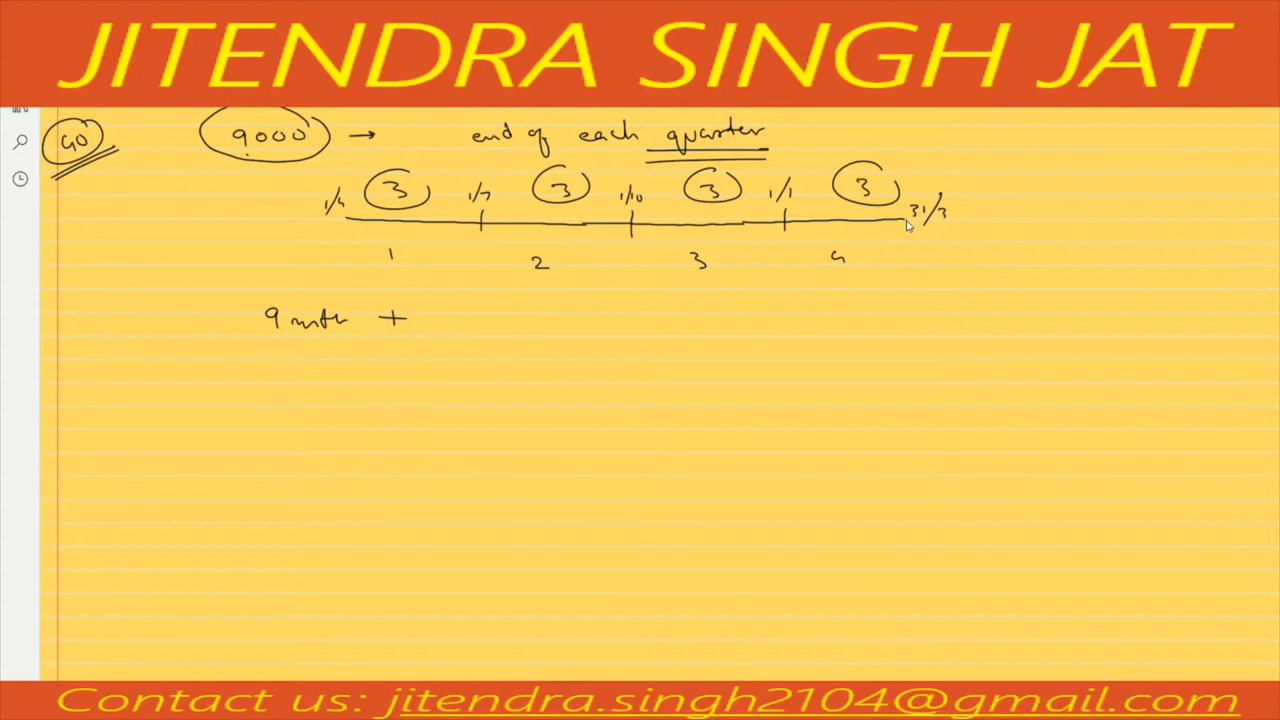 JITENDRA SINGH JAT
40 9000 → end of each quarter
1/4 3 1/7 3 1/10 3 1/1 3 31/3
1 2 3 4
9 mnth +
Contact us: jitendra.singh2104@gmail.com